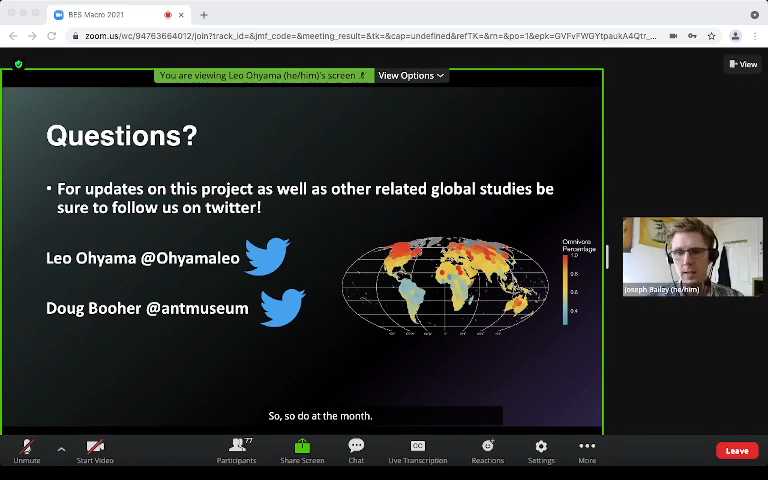 BES Macro 2021
zoom.us/wc/94763664012/join?track_id=&jmf_code=&meeting_result=&tk=&cap=undefined&refTK=&rn=&po=1&epk=GVFvFWGYtpaukA4Qtr_...
You are viewing Leo Ohyama (he/him)'s screen
View Options
View
Questions?
• For updates on this project as well as other related global studies be
sure to follow us on twitter!
Leo Ohyama @Ohyamaleo
Doug Booher @antmuseum
Omnivore
Percentage
1.0
0.8
0.6
0.4
Joseph Bailey (he/him)
So, so do at the month.
Unmute
Start Video
Participants
77
Share Screen
Chat
CC
Live Transcription
Reactions
Settings
More
Leave